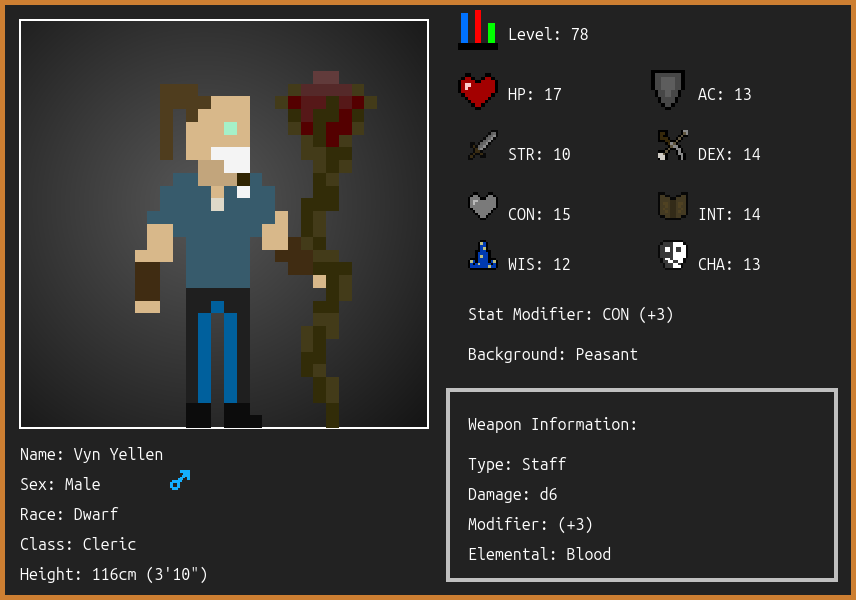 Level: 78
HP: 17
AC: 13
STR: 10
DEX: 14
CON: 15
INT: 14
WIS: 12
CHA: 13
Stat Modifier: CON (+3)
Background: Peasant
Weapon Information:
Type: Staff
Damage: d6
Modifier: (+3)
Elemental: Blood
Name: Vyn Yellen
Sex: Male
Race: Dwarf
Class: Cleric
Height: 116cm (3'10")